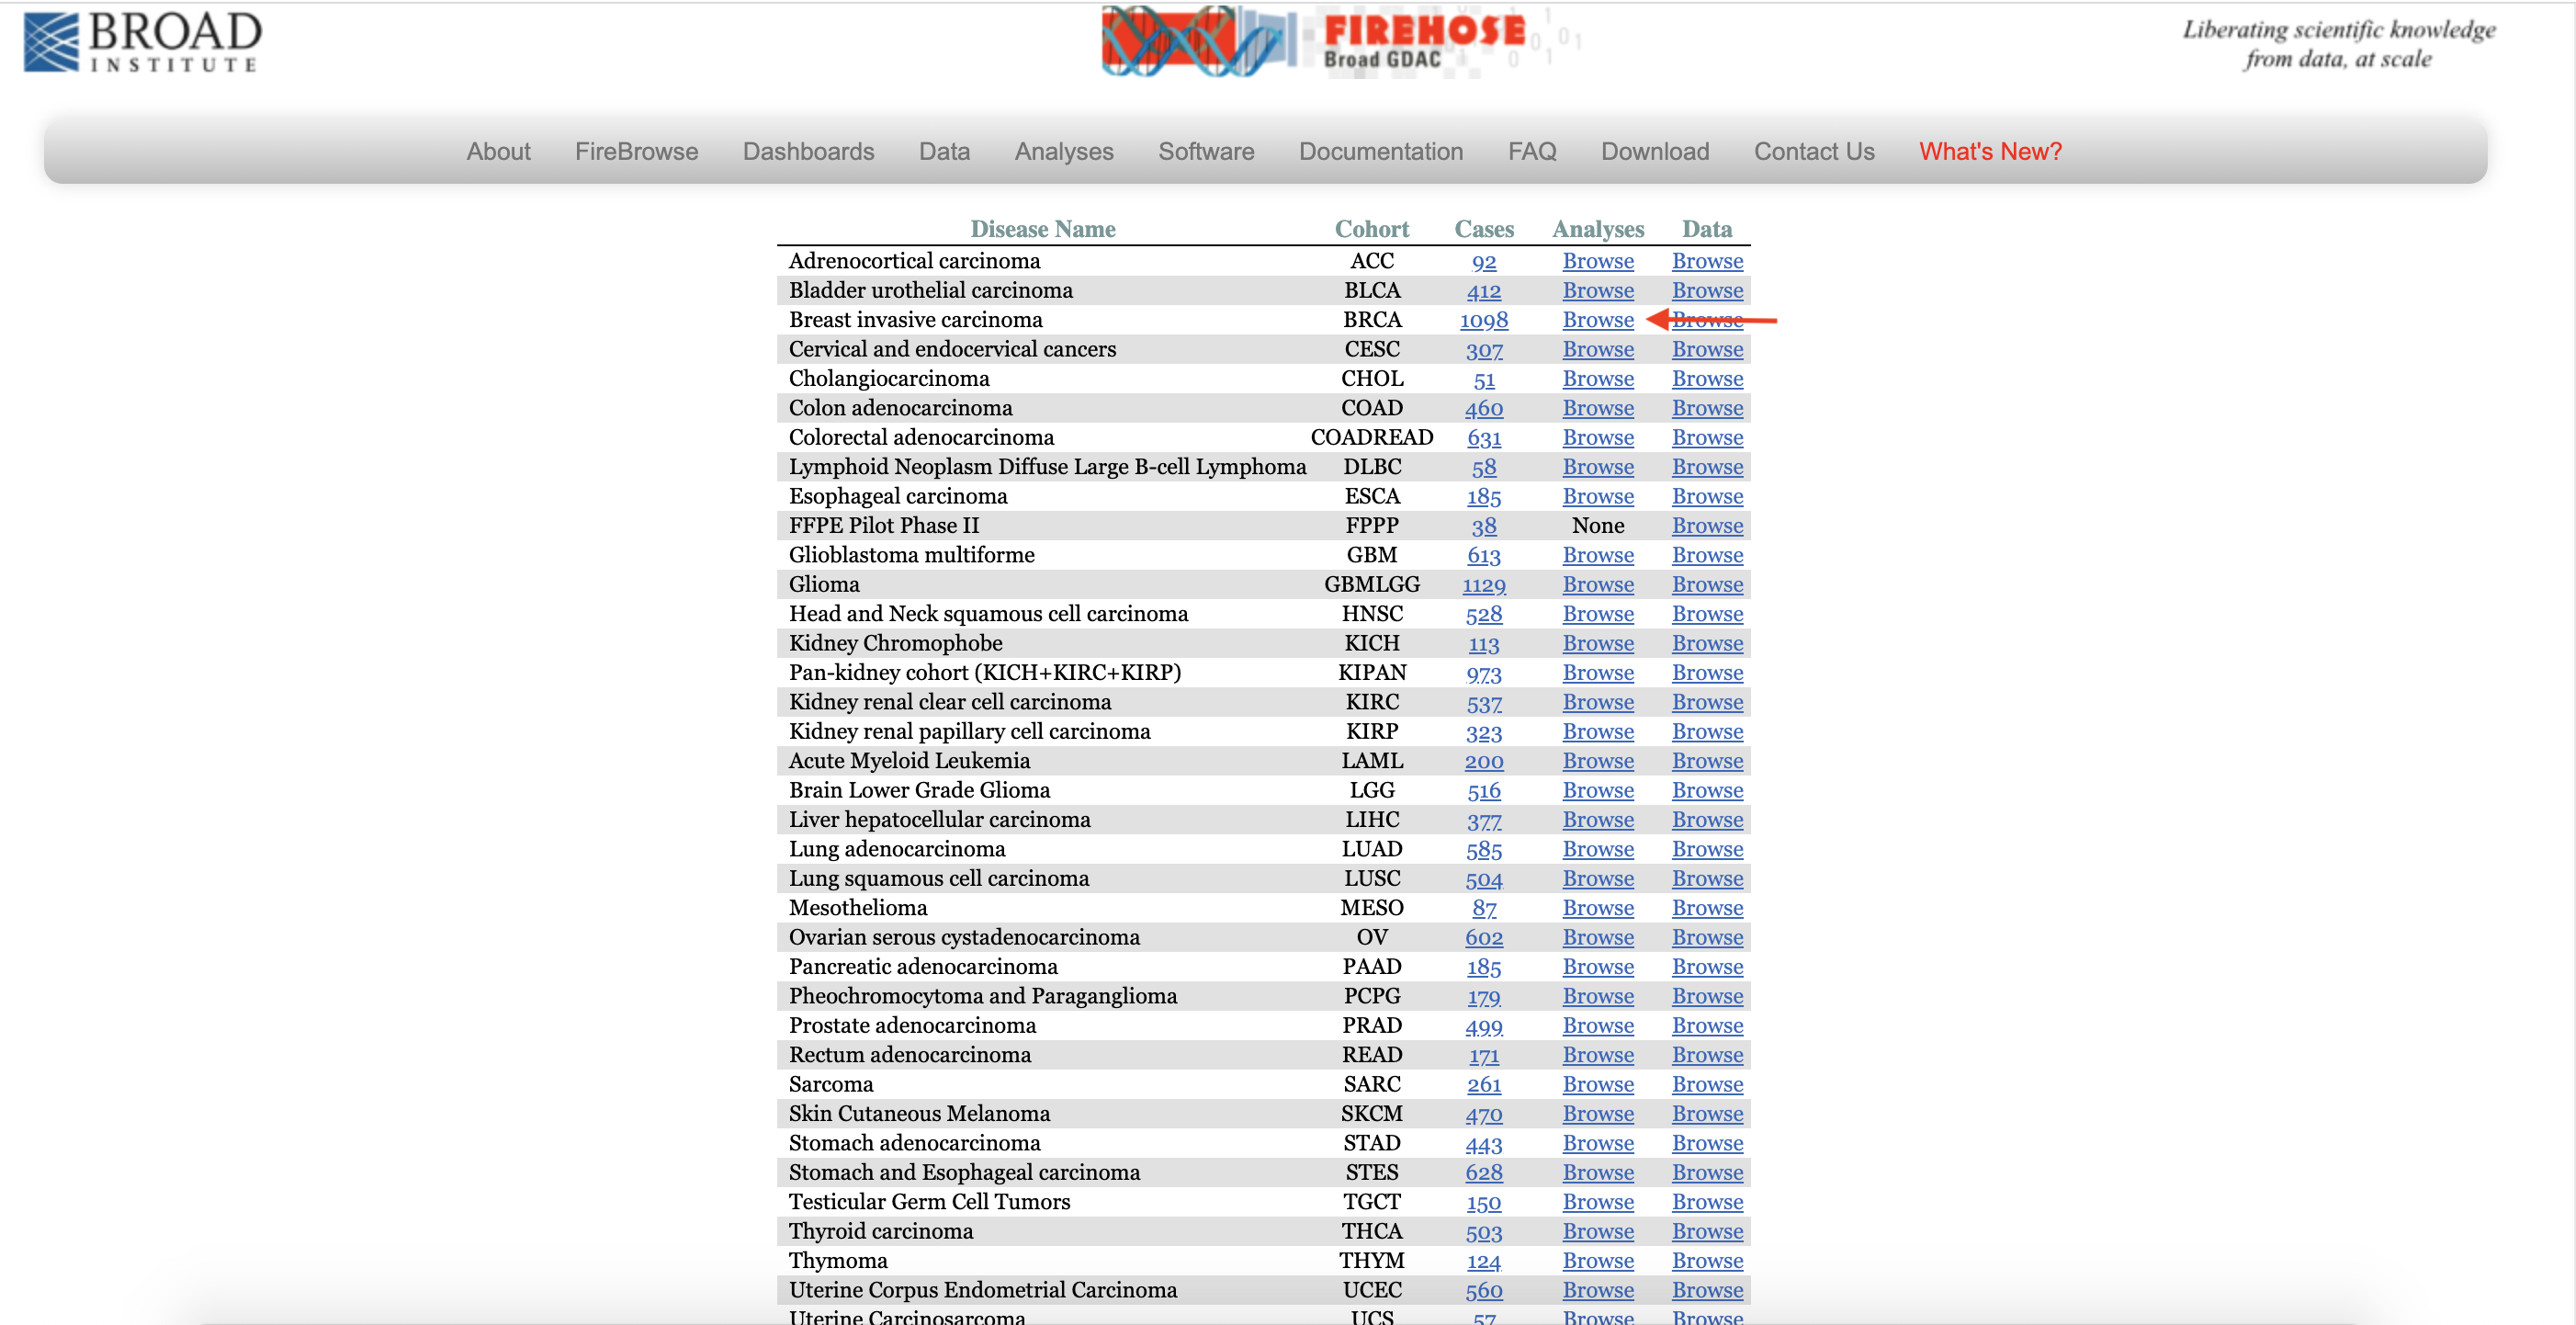 BROAD
INSTITUTE
FIREHOSE
Broad GDAC
Liberating scientific knowledge
from data, at scale
About FireBrowse Dashboards Data Analyses Software Documentation FAQ Download Contact Us What's New?
Disease Name Cohort Cases Analyses Data
Adrenocortical carcinoma ACC 92 Browse Browse
Bladder urothelial carcinoma BLCA 412 Browse Browse
Breast invasive carcinoma BRCA 1098 Browse Browse
Cervical and endocervical cancers CESC 307 Browse Browse
Cholangiocarcinoma CHOL 51 Browse Browse
Colon adenocarcinoma COAD 460 Browse Browse
Colorectal adenocarcinoma COADREAD 631 Browse Browse
Lymphoid Neoplasm Diffuse Large B-cell Lymphoma DLBC 58 Browse Browse
Esophageal carcinoma ESCA 185 Browse Browse
FFPE Pilot Phase II FPPP 38 None Browse
Glioblastoma multiforme GBM 613 Browse Browse
Glioma GBMLGG 1129 Browse Browse
Head and Neck squamous cell carcinoma HNSC 528 Browse Browse
Kidney Chromophobe KICH 113 Browse Browse
Pan-kidney cohort (KICH+KIRC+KIRP) KIPAN 973 Browse Browse
Kidney renal clear cell carcinoma KIRC 537 Browse Browse
Kidney renal papillary cell carcinoma KIRP 323 Browse Browse
Acute Myeloid Leukemia LAML 200 Browse Browse
Brain Lower Grade Glioma LGG 516 Browse Browse
Liver hepatocellular carcinoma LIHC 377 Browse Browse
Lung adenocarcinoma LUAD 585 Browse Browse
Lung squamous cell carcinoma LUSC 504 Browse Browse
Mesothelioma MESO 87 Browse Browse
Ovarian serous cystadenocarcinoma OV 602 Browse Browse
Pancreatic adenocarcinoma PAAD 185 Browse Browse
Pheochromocytoma and Paraganglioma PCPG 179 Browse Browse
Prostate adenocarcinoma PRAD 499 Browse Browse
Rectum adenocarcinoma READ 171 Browse Browse
Sarcoma SARC 261 Browse Browse
Skin Cutaneous Melanoma SKCM 470 Browse Browse
Stomach adenocarcinoma STAD 443 Browse Browse
Stomach and Esophageal carcinoma STES 628 Browse Browse
Testicular Germ Cell Tumors TGCT 150 Browse Browse
Thyroid carcinoma THCA 503 Browse Browse
Thymoma THYM 124 Browse Browse
Uterine Corpus Endometrial Carcinoma UCEC 560 Browse Browse
Uterine Carcinosarcoma UCS 57 Browse Browse